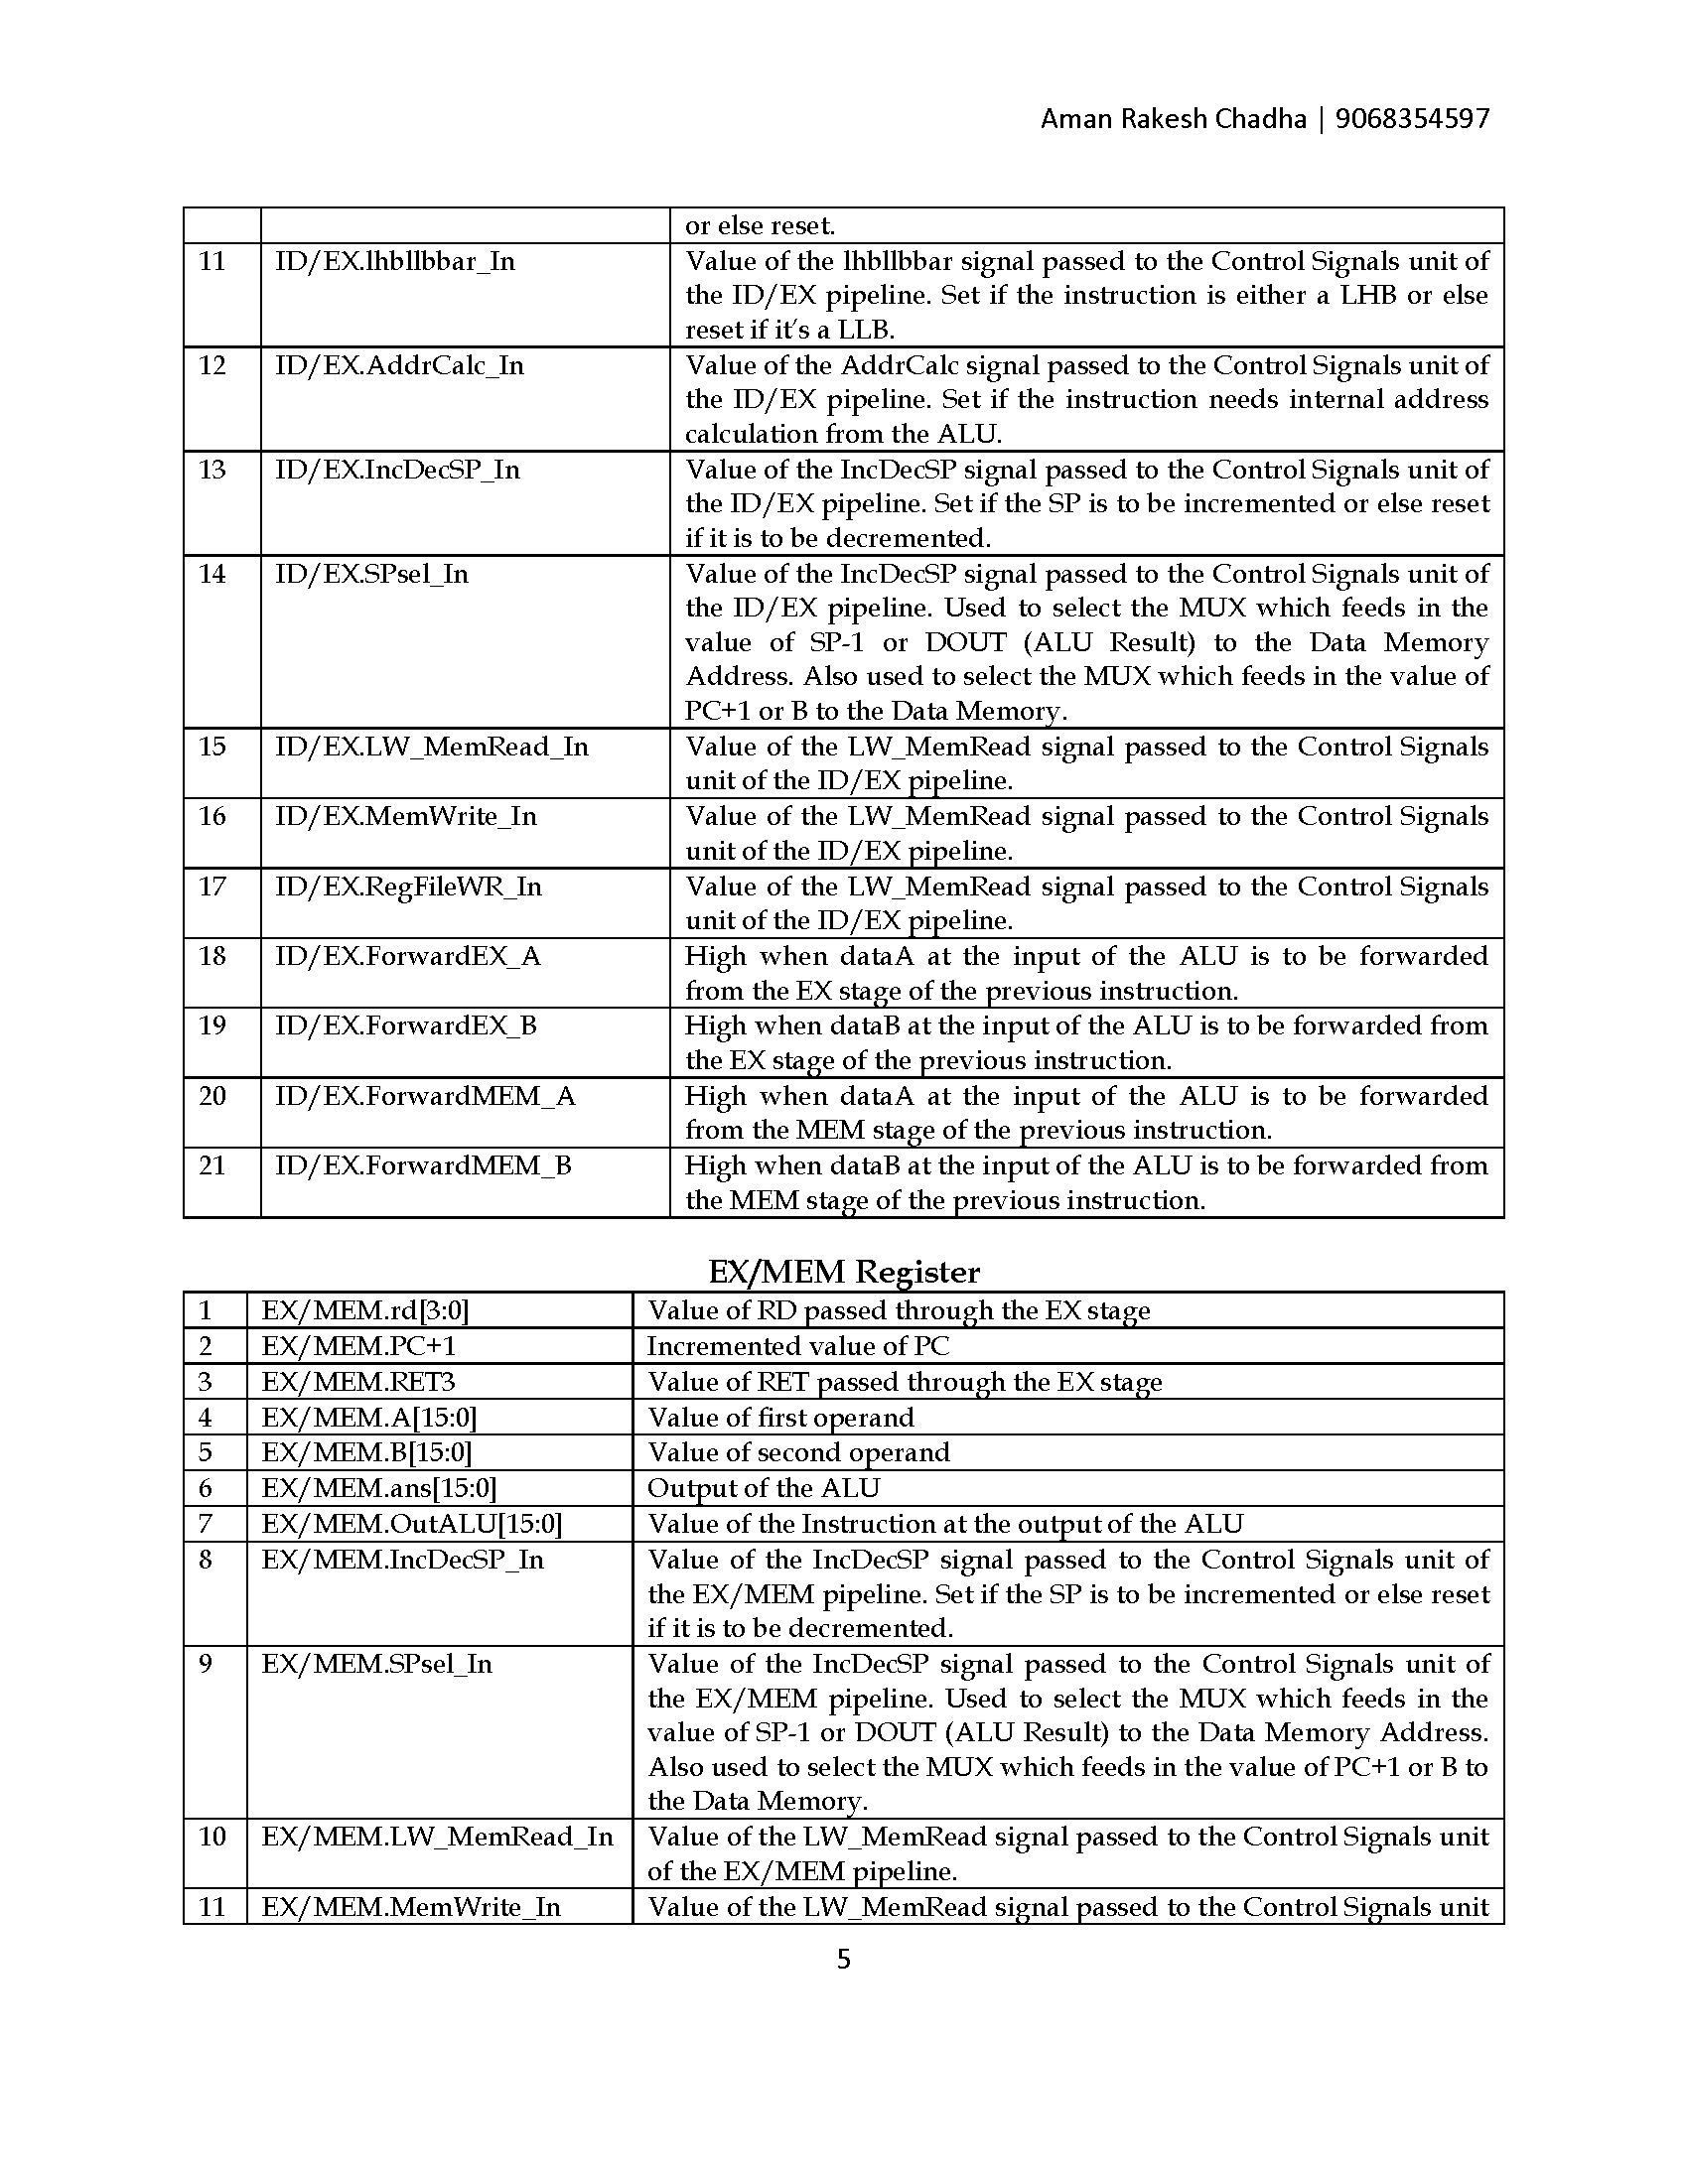 Aman Rakesh Chadha | 9068354597
or else reset.
11 ID/EX.lhbllbbar_In Value of the lhbllbbar signal passed to the Control Signals unit of
the ID/EX pipeline. Set if the instruction is either a LHB or else
reset if it's a LLB.
12 ID/EX.AddrCalc_In Value of the AddrCalc signal passed to the Control Signals unit of
the ID/EX pipeline. Set if the instruction needs internal address
calculation from the ALU.
13 ID/EX.IncDecSP_In Value of the IncDecSP signal passed to the Control Signals unit of
the ID/EX pipeline. Set if the SP is to be incremented or else reset
if it is to be decremented.
14 ID/EX.SPsel_In Value of the IncDecSP signal passed to the Control Signals unit of
the ID/EX pipeline. Used to select the MUX which feeds in the
value of SP-1 or DOUT (ALU Result) to the Data Memory
Address. Also used to select the MUX which feeds in the value of
PC+1 or B to the Data Memory.
15 ID/EX.LW_MemRead_In Value of the LW_MemRead signal passed to the Control Signals
unit of the ID/EX pipeline.
16 ID/EX.MemWrite_In Value of the LW_MemRead signal passed to the Control Signals
unit of the ID/EX pipeline.
17 ID/EX.RegFileWR_In Value of the LW_MemRead signal passed to the Control Signals
unit of the ID/EX pipeline.
18 ID/EX.ForwardEX_A High when dataA at the input of the ALU is to be forwarded
from the EX stage of the previous instruction.
19 ID/EX.ForwardEX_B High when dataB at the input of the ALU is to be forwarded from
the EX stage of the previous instruction.
20 ID/EX.ForwardMEM_A High when dataA at the input of the ALU is to be forwarded
from the MEM stage of the previous instruction.
21 ID/EX.ForwardMEM_B High when dataB at the input of the ALU is to be forwarded from
the MEM stage of the previous instruction.
EX/MEM Register
1 EX/MEM.rd[3:0] Value of RD passed through the EX stage
2 EX/MEM.PC+1 Incremented value of PC
3 EX/MEM.RET3 Value of RET passed through the EX stage
4 EX/MEM.A[15:0] Value of first operand
5 EX/MEM.B[15:0] Value of second operand
6 EX/MEM.ans[15:0] Output of the ALU
7 EX/MEM.OutALU[15:0] Value of the Instruction at the output of the ALU
8 EX/MEM.IncDecSP_In Value of the IncDecSP signal passed to the Control Signals unit of
the EX/MEM pipeline. Set if the SP is to be incremented or else reset
if it is to be decremented.
9 EX/MEM.SPsel_In Value of the IncDecSP signal passed to the Control Signals unit of
the EX/MEM pipeline. Used to select the MUX which feeds in the
value of SP-1 or DOUT (ALU Result) to the Data Memory Address.
Also used to select the MUX which feeds in the value of PC+1 or B to
the Data Memory.
10 EX/MEM.LW_MemRead_In Value of the LW_MemRead signal passed to the Control Signals unit
of the EX/MEM pipeline.
11 EX/MEM.MemWrite_In Value of the LW_MemRead signal passed to the Control Signals unit
5